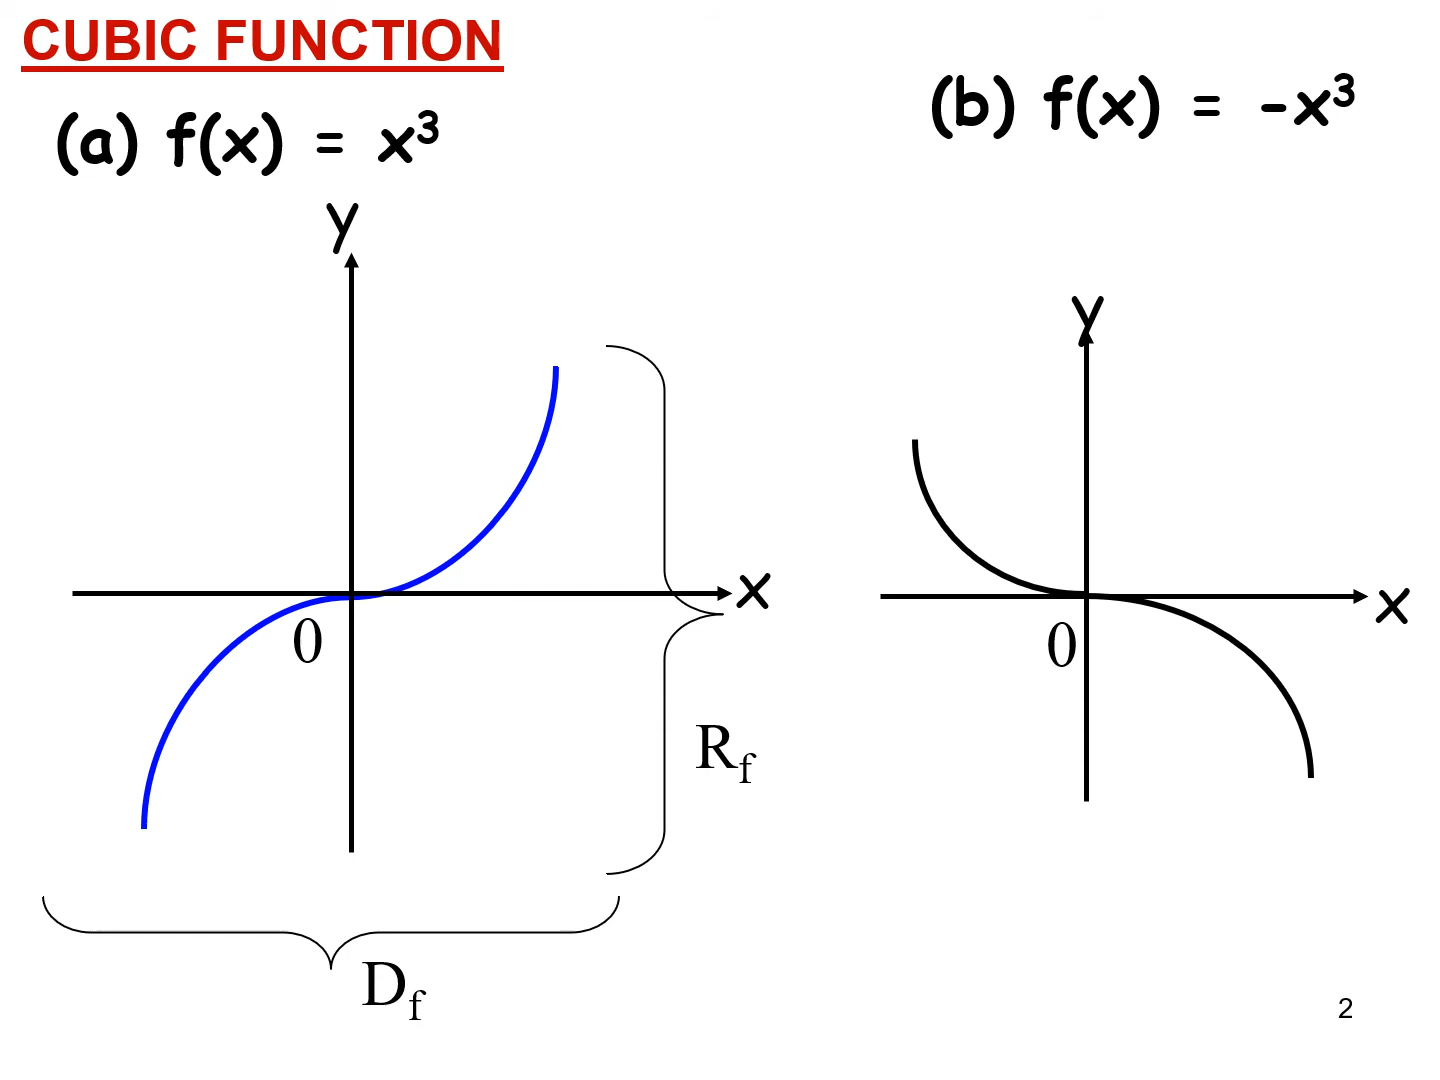 CUBIC FUNCTION
(a) f(x) = x³
(b) f(x) = -x³
y
x
0
R_f
D_f
y
x
0
2